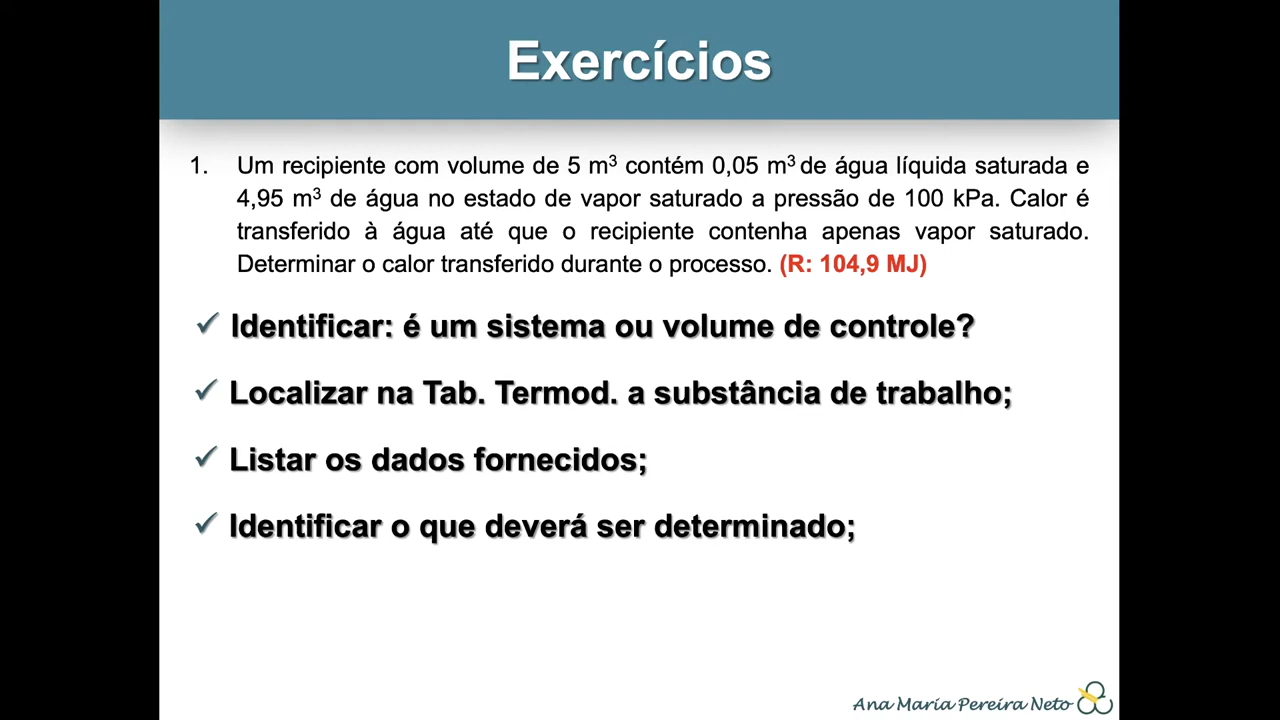 Exercícios
1. Um recipiente com volume de 5 m³ contém 0,05 m³ de água líquida saturada e
4,95 m³ de água no estado de vapor saturado a pressão de 100 kPa. Calor é
transferido à água até que o recipiente contenha apenas vapor saturado.
Determinar o calor transferido durante o processo. (R: 104,9 MJ)
✓ Identificar: é um sistema ou volume de controle?
✓ Localizar na Tab. Termod. a substância de trabalho;
✓ Listar os dados fornecidos;
✓ Identificar o que deverá ser determinado;
Ana Maria Pereira Neto